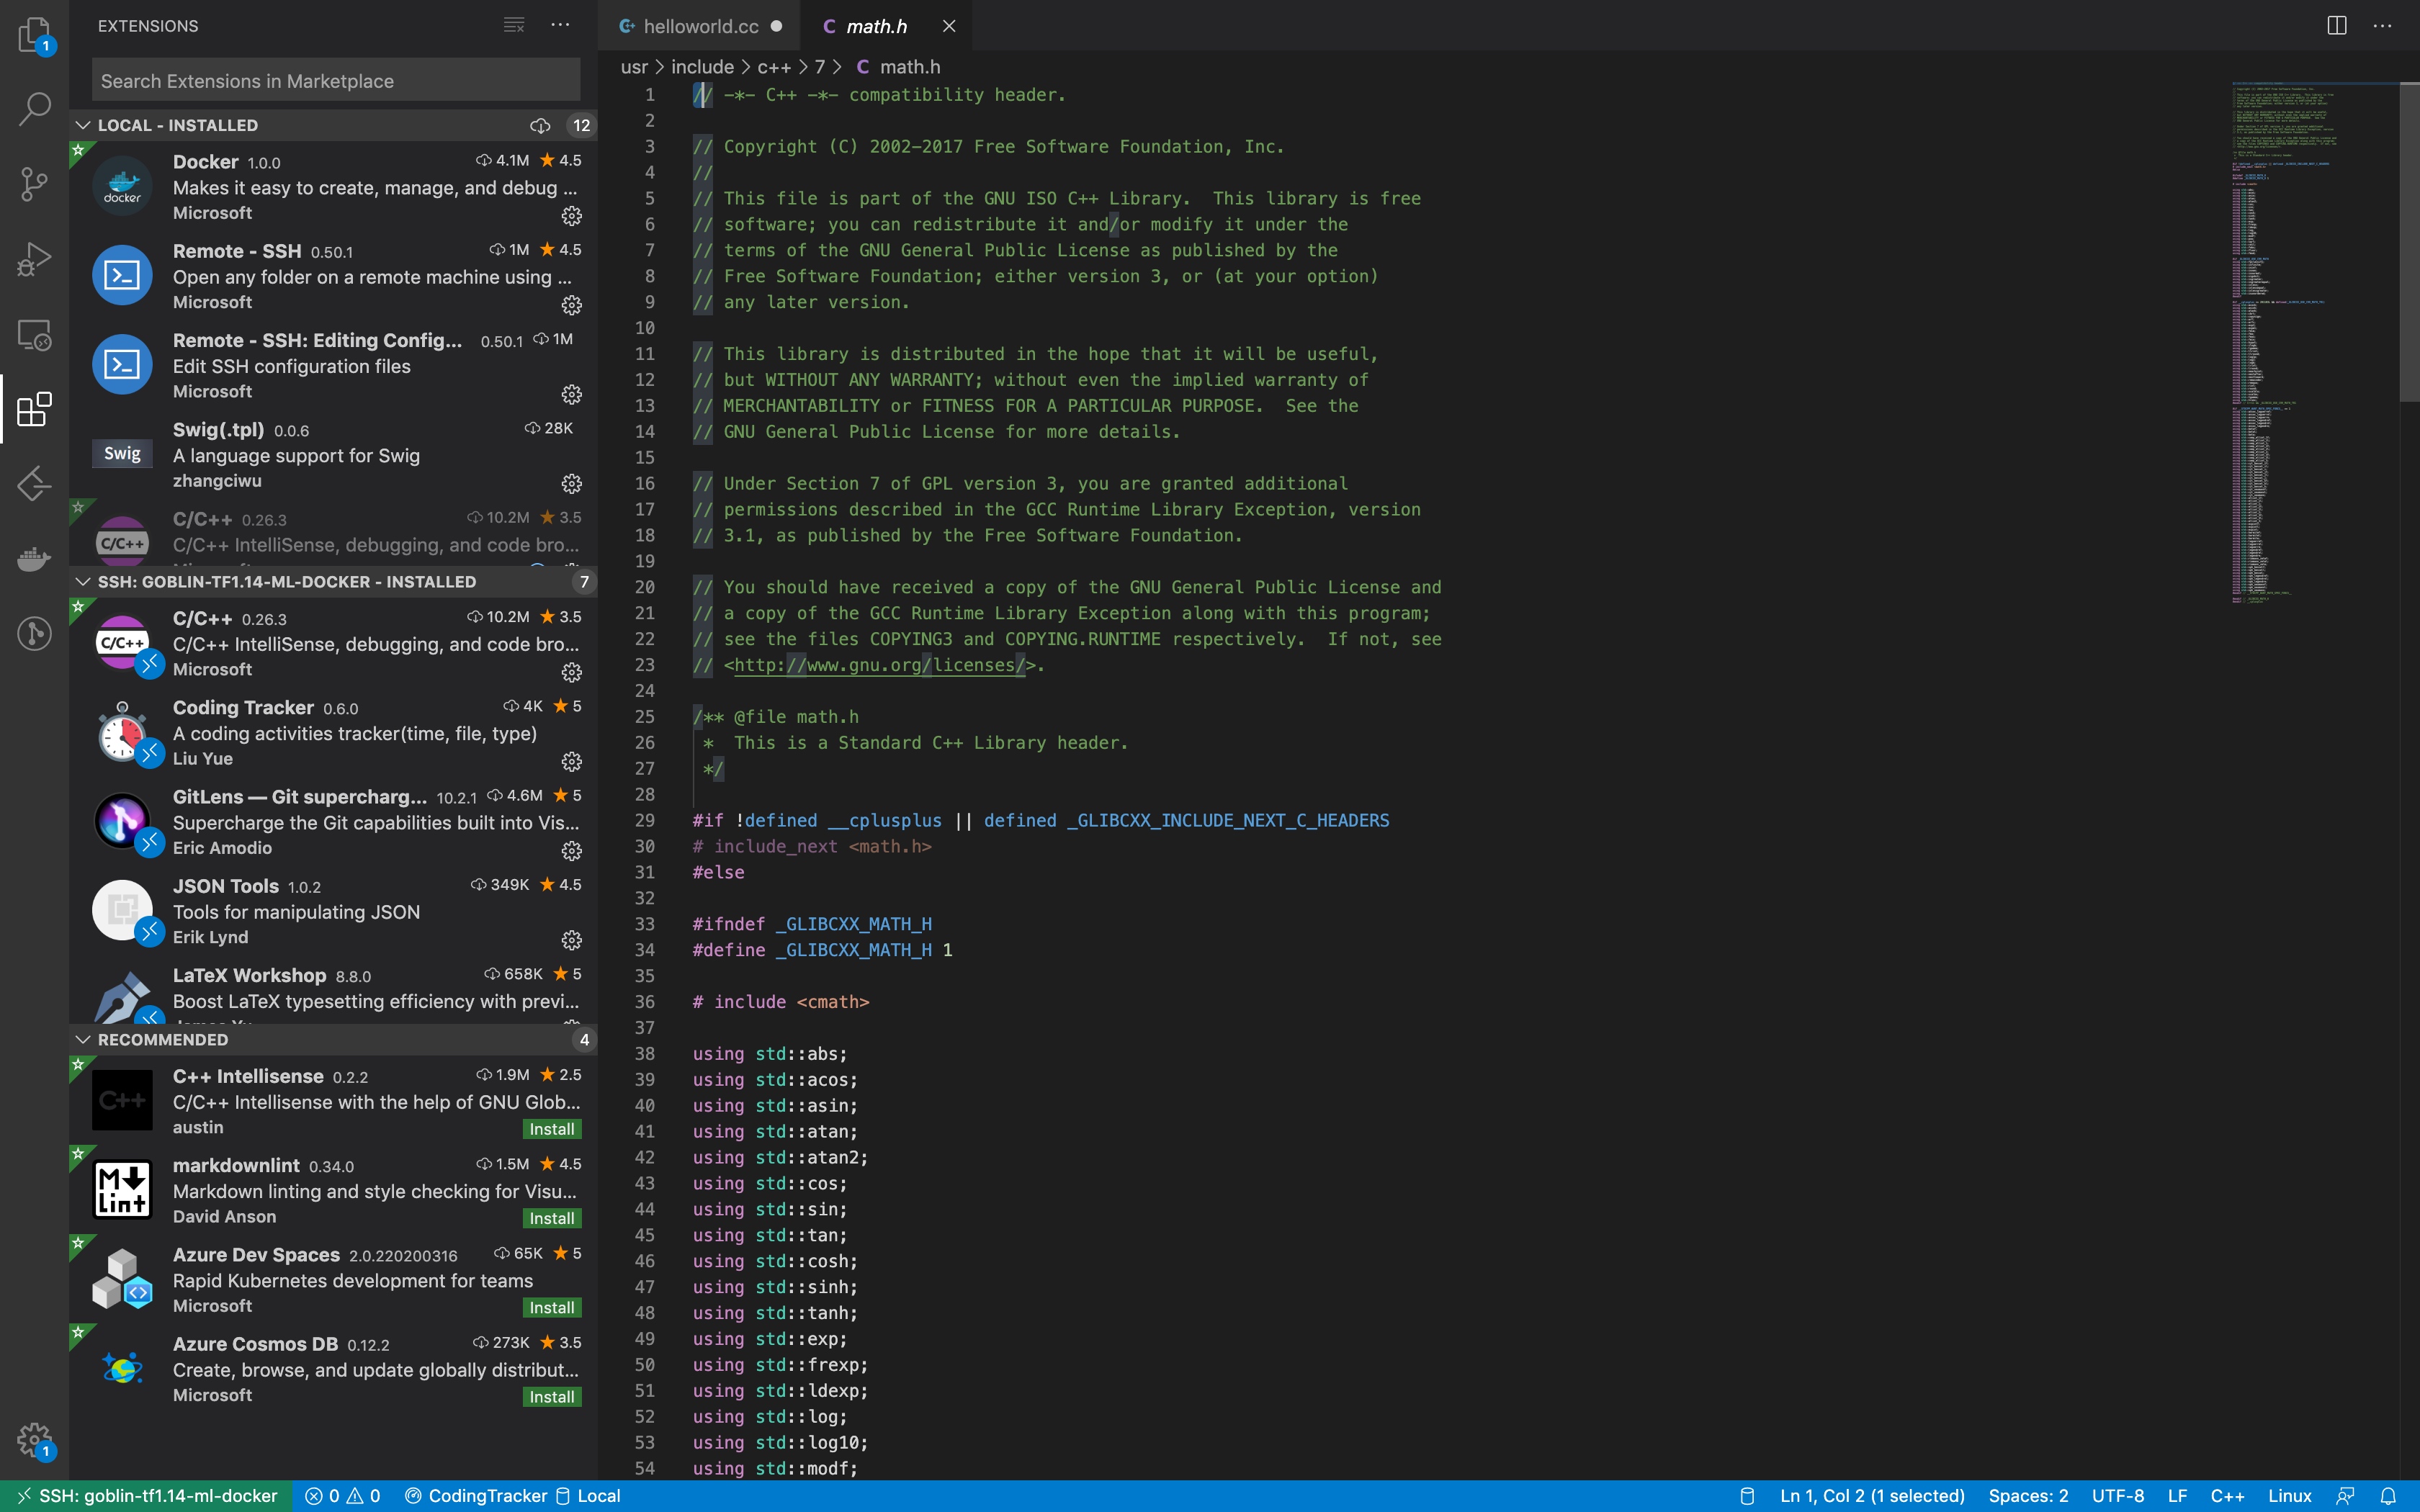 EXTENSIONS
Search Extensions in Marketplace
LOCAL - INSTALLED 12
Docker 1.0.0 4.1M 4.5
Makes it easy to create, manage, and debug ...
Microsoft
docker
Remote - SSH 0.50.1 1M 4.5
Open any folder on a remote machine using ...
Microsoft
Remote - SSH: Editing Config... 0.50.1 1M
Edit SSH configuration files
Microsoft
Swig(.tpl) 0.0.6 28K
A language support for Swig
zhangciwu
Swig
C/C++ 0.26.3 10.2M 3.5
C/C++ IntelliSense, debugging, and code bro...
C/C++
SSH: GOBLIN-TF1.14-ML-DOCKER - INSTALLED 7
C/C++ 0.26.3 10.2M 3.5
C/C++ IntelliSense, debugging, and code bro...
Microsoft
C/C++
Coding Tracker 0.6.0 4K 5
A coding activities tracker(time, file, type)
Liu Yue
GitLens — Git supercharg... 10.2.1 4.6M 5
Supercharge the Git capabilities built into Vis...
Eric Amodio
JSON Tools 1.0.2 349K 4.5
Tools for manipulating JSON
Erik Lynd
LaTeX Workshop 8.8.0 658K 5
Boost LaTeX typesetting efficiency with previ...
RECOMMENDED 4
C++ Intellisense 0.2.2 1.9M 2.5
C/C++ Intellisense with the help of GNU Glob...
austin Install
C++
markdownlint 0.34.0 1.5M 4.5
Markdown linting and style checking for Visu...
David Anson Install
M
lint
Azure Dev Spaces 2.0.220200316 65K 5
Rapid Kubernetes development for teams
Microsoft Install
Azure Cosmos DB 0.12.2 273K 3.5
Create, browse, and update globally distribut...
Microsoft Install
1
1
helloworld.cc
C math.h
usr > include > c++ > 7 > C math.h
1 // -*- C++ -*- compatibility header.
2
3 // Copyright (C) 2002-2017 Free Software Foundation, Inc.
4 //
5 // This file is part of the GNU ISO C++ Library.  This library is free
6 // software; you can redistribute it and/or modify it under the
7 // terms of the GNU General Public License as published by the
8 // Free Software Foundation; either version 3, or (at your option)
9 // any later version.
10
11 // This library is distributed in the hope that it will be useful,
12 // but WITHOUT ANY WARRANTY; without even the implied warranty of
13 // MERCHANTABILITY or FITNESS FOR A PARTICULAR PURPOSE.  See the
14 // GNU General Public License for more details.
15
16 // Under Section 7 of GPL version 3, you are granted additional
17 // permissions described in the GCC Runtime Library Exception, version
18 // 3.1, as published by the Free Software Foundation.
19
20 // You should have received a copy of the GNU General Public License and
21 // a copy of the GCC Runtime Library Exception along with this program;
22 // see the files COPYING3 and COPYING.RUNTIME respectively.  If not, see
23 // <http://www.gnu.org/licenses/>.
24
25 /** @file math.h
26  *  This is a Standard C++ Library header.
27  */
28
29 #if !defined __cplusplus || defined _GLIBCXX_INCLUDE_NEXT_C_HEADERS
30 # include_next <math.h>
31 #else
32
33 #ifndef _GLIBCXX_MATH_H
34 #define _GLIBCXX_MATH_H 1
35
36 # include <cmath>
37
38 using std::abs;
39 using std::acos;
40 using std::asin;
41 using std::atan;
42 using std::atan2;
43 using std::cos;
44 using std::sin;
45 using std::tan;
46 using std::cosh;
47 using std::sinh;
48 using std::tanh;
49 using std::exp;
50 using std::frexp;
51 using std::ldexp;
52 using std::log;
53 using std::log10;
54 using std::modf;
SSH: goblin-tf1.14-ml-docker 0 0 CodingTracker Local Ln 1, Col 2 (1 selected) Spaces: 2 UTF-8 LF C++ Linux